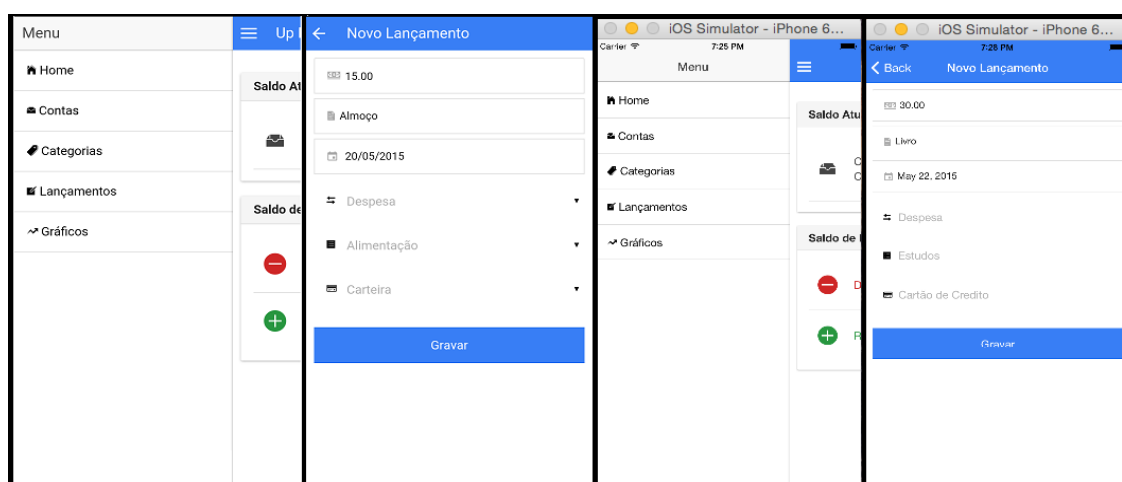 Menu
Home
Contas
Categorias
Lançamentos
Gráficos
Up
Saldo At
Saldo de
Novo Lançamento
15.00
Almoço
20/05/2015
Despesa
Alimentação
Carteira
Gravar
iOS Simulator - iPhone 6...
Carrier 7:25 PM
Menu
Home
Contas
Categorias
Lançamentos
Gráficos
Saldo Atu
C
C
Saldo de
D
R
iOS Simulator - iPhone 6...
Carrier 7:28 PM
Back Novo Lançamento
30.00
Livro
May 22, 2015
Despesa
Estudos
Cartão de Credito
Gravar